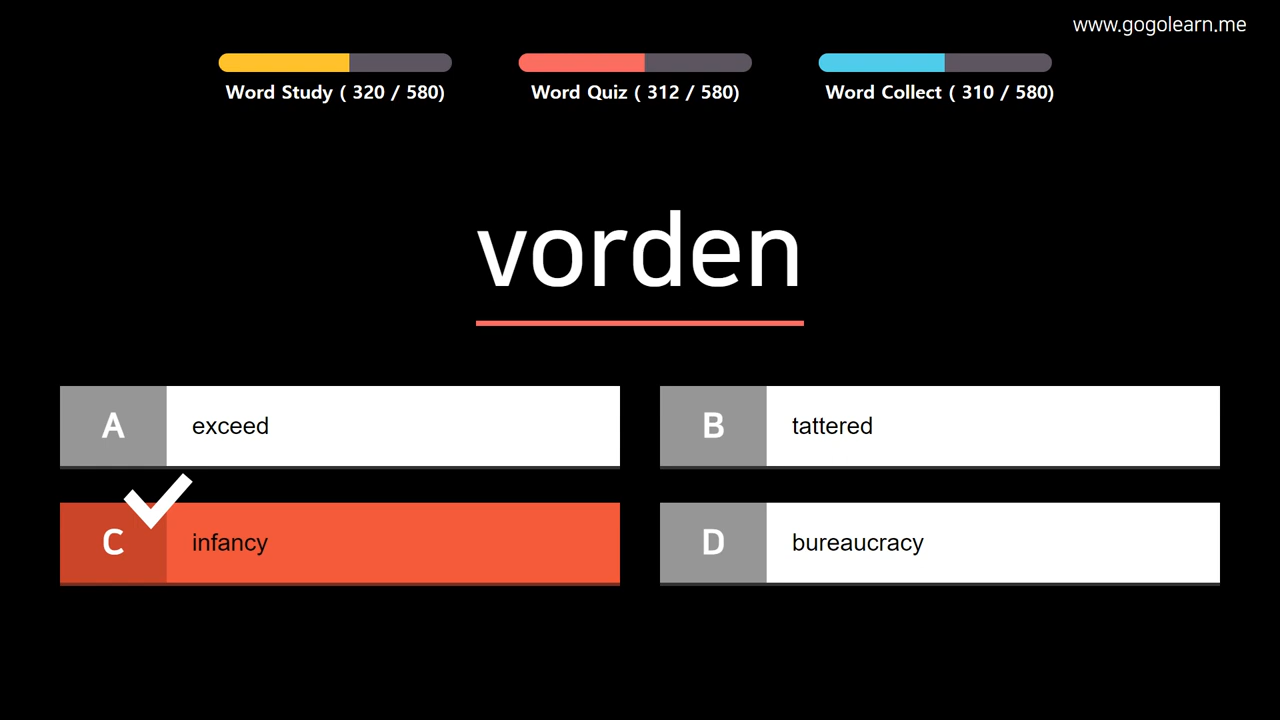 www.gogolearn.me
Word Study ( 320 / 580)
Word Quiz ( 312 / 580)
Word Collect ( 310 / 580)
vorden
A exceed
B tattered
C infancy
D bureaucracy